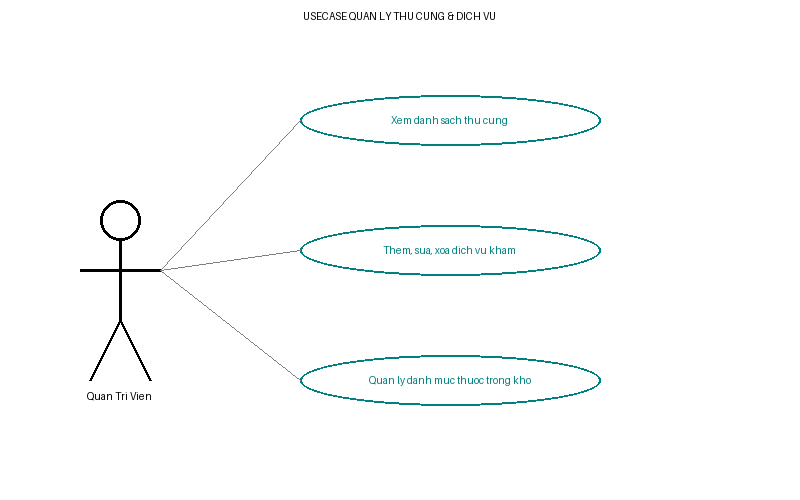 USECASE QUAN LY THU CUNG & DICH VU
Xem danh sach thu cung
Them, sua, xoa dich vu kham
Quan ly danh muc thuoc trong kho
Quan Tri Vien